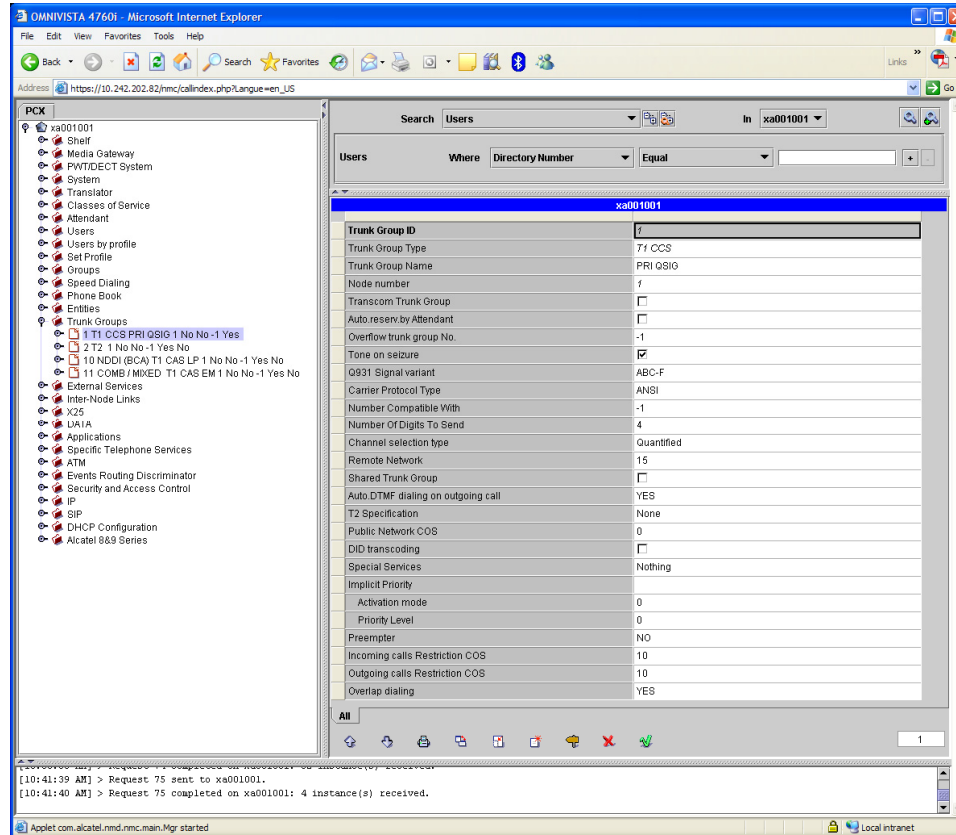 OMNIVISTA 4760i - Microsoft Internet Explorer
File Edit View Favorites Tools Help
Back Search Favorites Links »
Address https://10.242.202.82/nmc/callindex.php?Langue=en_US Go
PCX
xa001001
Shelf
Media Gateway
PWT/DECT System
System
Translator
Classes of Service
Attendant
Users
Users by profile
Set Profile
Groups
Speed Dialing
Phone Book
Entities
Trunk Groups
1 T1 CCS PRI QSIG 1 No No -1 Yes
2 T2 1 No No -1 Yes No
10 NDDI (BCA) T1 CAS LP 1 No No -1 Yes No
11 COMB / MIXED T1 CAS EM 1 No No -1 Yes No
External Services
Inter-Node Links
X25
DATA
Applications
Specific Telephone Services
ATM
Events Routing Discriminator
Security and Access Control
IP
SIP
DHCP Configuration
Alcatel 8&9 Series
Search Users In xa001001
Users Where Directory Number Equal + -
xa001001
Trunk Group ID 1
Trunk Group Type T1 CCS
Trunk Group Name PRI QSIG
Node number 1
Transcom Trunk Group
Auto.reserv.by Attendant
Overflow trunk group No. -1
Tone on seizure
Q931 Signal variant ABC-F
Carrier Protocol Type ANSI
Number Compatible With -1
Number Of Digits To Send 4
Channel selection type Quantified
Remote Network 15
Shared Trunk Group
Auto.DTMF dialing on outgoing call YES
T2 Specification None
Public Network COS 0
DID transcoding
Special Services Nothing
Implicit Priority
Activation mode 0
Priority Level 0
Preempter NO
Incoming calls Restriction COS 10
Outgoing calls Restriction COS 10
Overlap dialing YES
All
1
[10:41:39 AM] > Request 75 sent to xa001001.
[10:41:40 AM] > Request 75 completed on xa001001: 4 instance(s) received.
Applet com.alcatel.nmd.nmc.main.Mgr started Local intranet